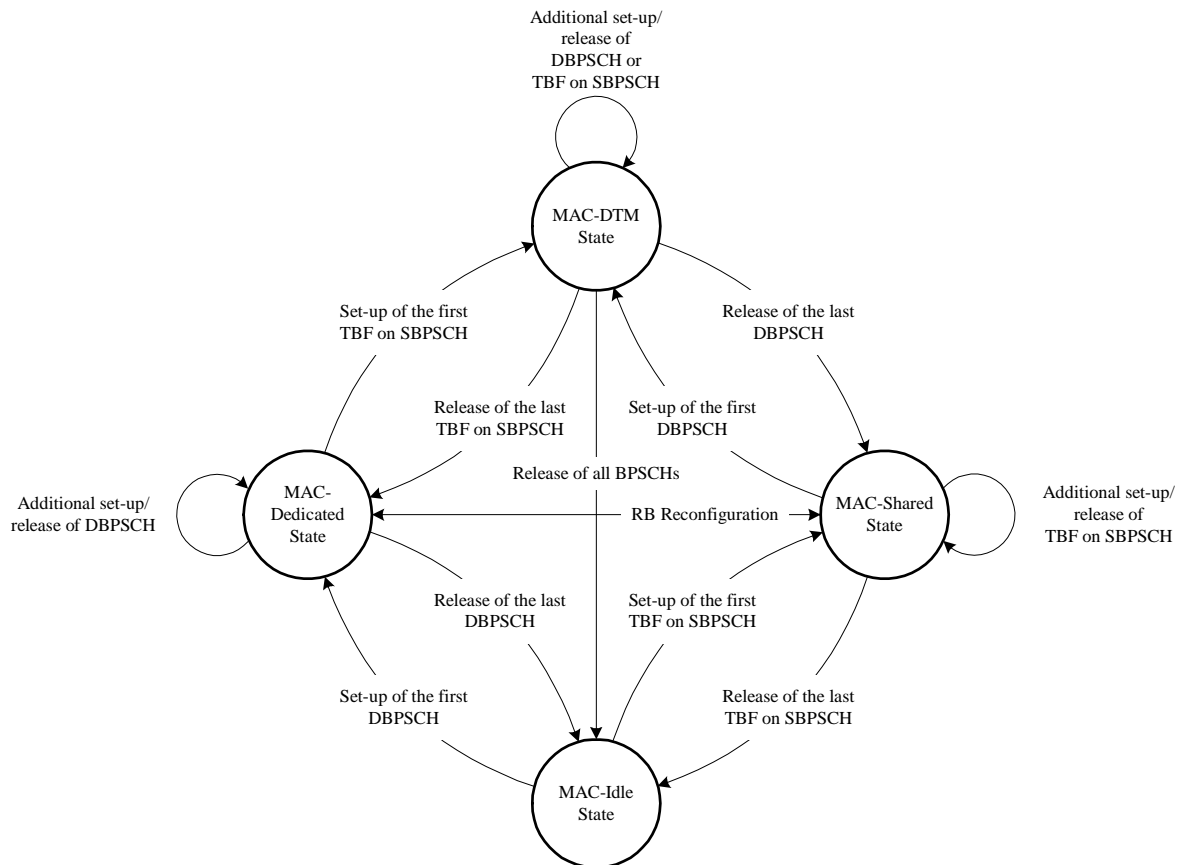 Additional set-up/
release of
DBPSCH or
TBF on SBPSCH
MAC-DTM
State
Set-up of the first
TBF on SBPSCH
Release of the last
DBPSCH
Release of the last
TBF on SBPSCH
Set-up of the first
DBPSCH
Release of all BPSCHs
Additional set-up/
release of DBPSCH
MAC-
Dedicated
State
RB Reconfiguration
MAC-Shared
State
Additional set-up/
release of
TBF on SBPSCH
Release of the last
DBPSCH
Set-up of the first
TBF on SBPSCH
Set-up of the first
DBPSCH
Release of the last
TBF on SBPSCH
MAC-Idle
State